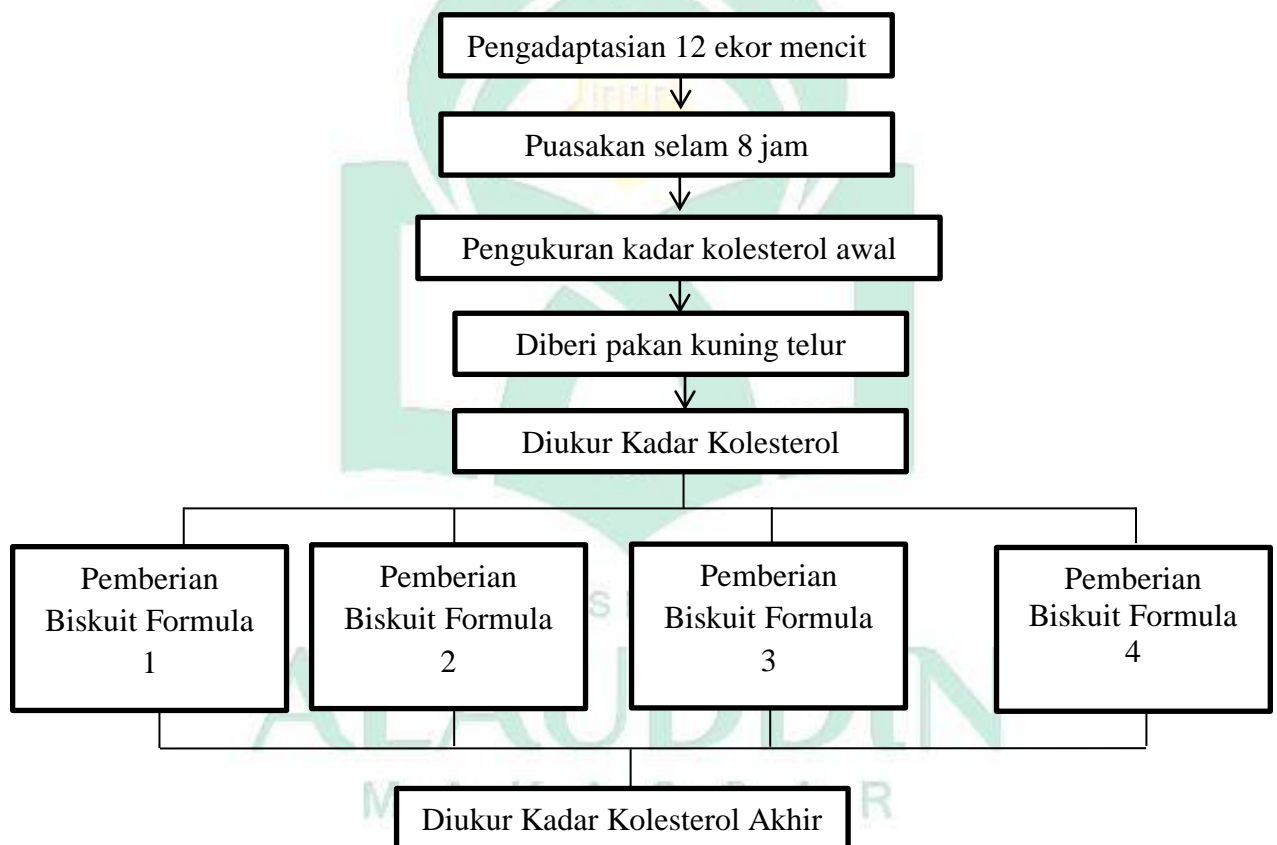 Pengadaptasian 12 ekor mencit
Puasakan selam 8 jam
Pengukuran kadar kolesterol awal
Diberi pakan kuning telur
Diukur Kadar Kolesterol
Pemberian
Biskuit Formula
1
Pemberian
Biskuit Formula
2
Pemberian
Biskuit Formula
3
Pemberian
Biskuit Formula
4
ALAUDDIN
Diukur Kadar Kolesterol Akhir